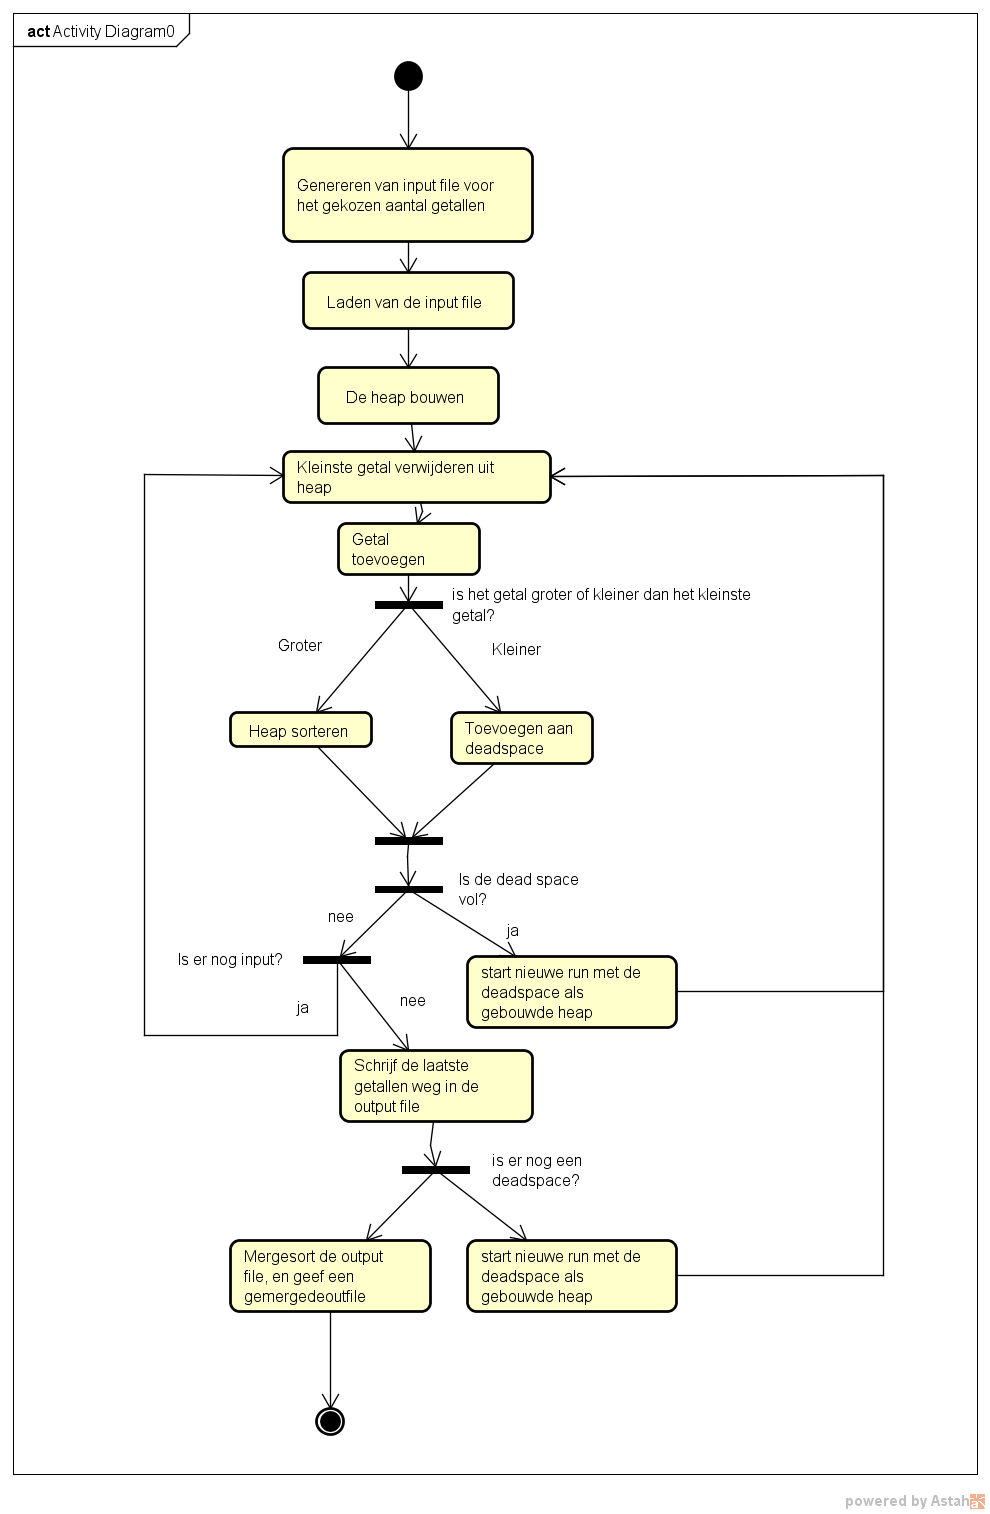 act Activity Diagram0
Genereren van input file voor
het gekozen aantal getallen
Laden van de input file
De heap bouwen
Kleinste getal verwijderen uit
heap
Getal
toevoegen
is het getal groter of kleiner dan het kleinste
getal?
Groter
Kleiner
Heap sorteren
Toevoegen aan
deadspace
Is de dead space
vol?
nee
ja
Is er nog input?
start nieuwe run met de
deadspace als
gebouwde heap
ja
nee
Schrijf de laatste
getallen weg in de
output file
is er nog een
deadspace?
Mergesort de output
file, en geef een
gemergedeoutfile
start nieuwe run met de
deadspace als
gebouwde heap
powered by Astah